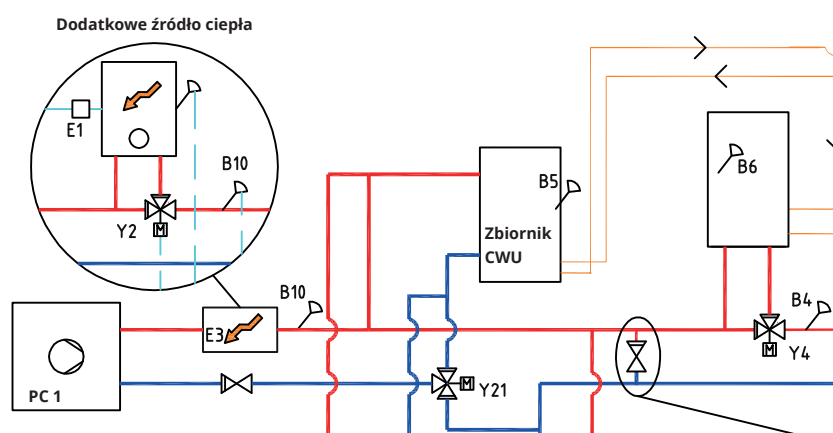 Dodatkowe źródło ciepła
E1
B10
Y2
M
B5
B6
Zbiornik
CWU
B10
B4
E3
M
Y4
PC 1
M
Y21